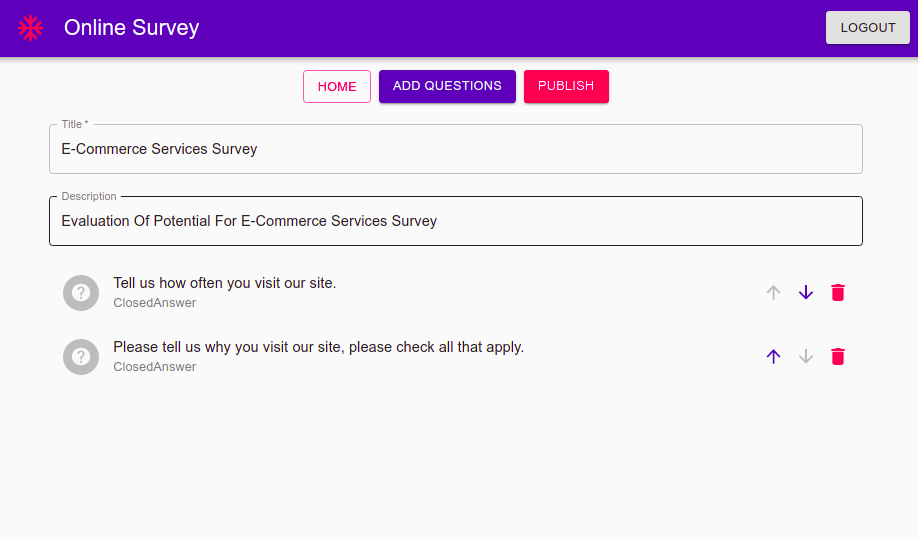 Online Survey
LOGOUT
HOME
ADD QUESTIONS
PUBLISH
Title *
E-Commerce Services Survey
Description
Evaluation Of Potential For E-Commerce Services Survey
Tell us how often you visit our site.
ClosedAnswer
Please tell us why you visit our site, please check all that apply.
ClosedAnswer